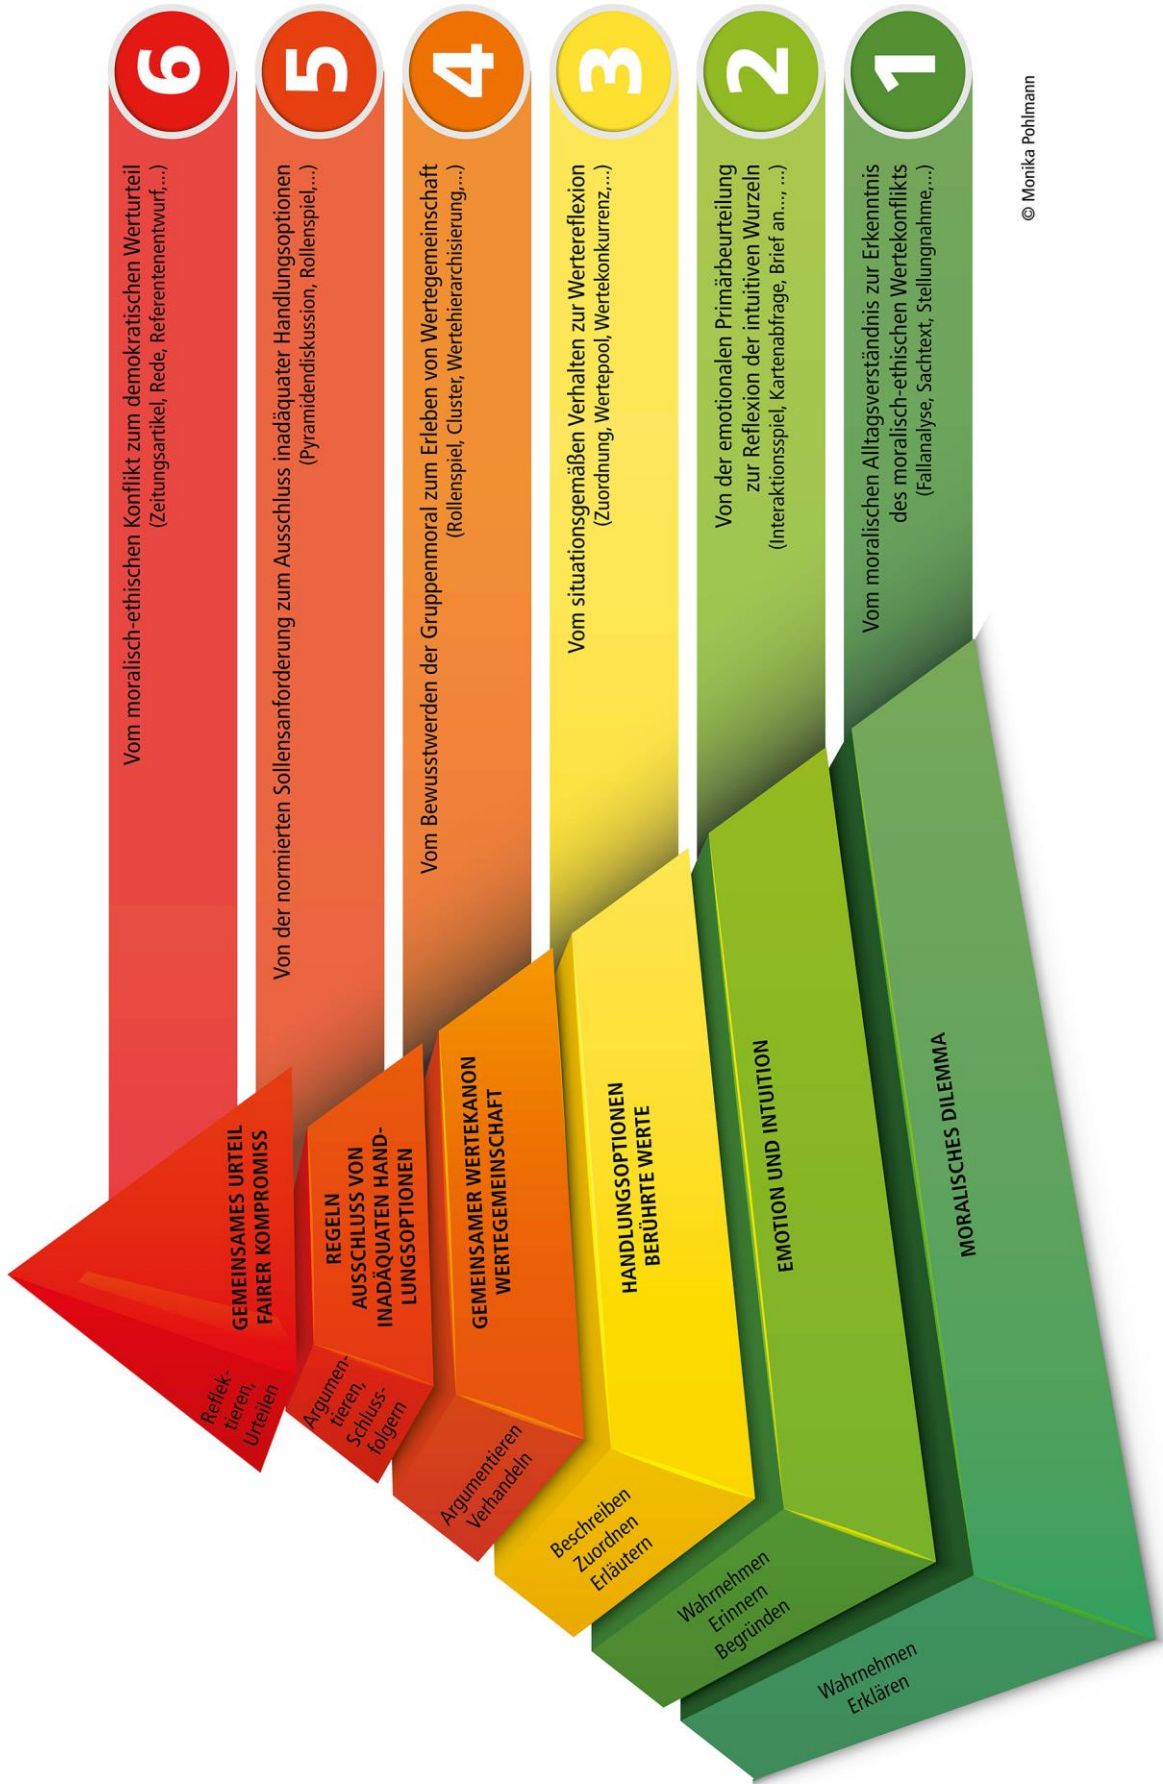 Reflek-
tieren,
Urteilen
GEMEINSAMES URTEIL
FAIRER KOMPROMISS
Vom moralisch-ethischen Konflikt zum demokratischen Werturteil
(Zeitungsartikel, Rede, Referentenentwurf,...)
6
Argumen-
tieren,
Schluss-
folgern
REGELN
AUSSCHLUSS VON
INADÄQUATEN HAND-
LUNGSOPTIONEN
Von der normierten Sollensanforderung zum Ausschluss inadäquater Handlungsoptionen
(Pyramidendiskussion, Rollenspiel,...)
5
Argumentieren
Verhandeln
GEMEINSAMER WERTEKANON
WERTEGEMEINSCHAFT
Vom Bewusstwerden der Gruppenmoral zum Erleben von Wertegemeinschaft
(Rollenspiel, Cluster, Wertehierarchisierung,...)
4
Beschreiben
Zuordnen
Erläutern
HANDLUNGSOPTIONEN
BERÜHRTE WERTE
Vom situationsgemäßen Verhalten zur Wertereflexion
(Zuordnung, Wertepool, Wertekonkurrenz,...)
3
Wahrnehmen
Erinnern
Begründen
EMOTION UND INTUITION
Von der emotionalen Primärbeurteilung
zur Reflexion der intuitiven Wurzeln
(Interaktionsspiel, Kartenabfrage, Brief an..., ...)
2
Wahrnehmen
Erklären
MORALISCHES DILEMMA
Vom moralischen Alltagsverständnis zur Erkenntnis
des moralisch-ethischen Wertekonflikts
(Fallanalyse, Sachtext, Stellungnahme,...)
1
© Monika Pohlmann